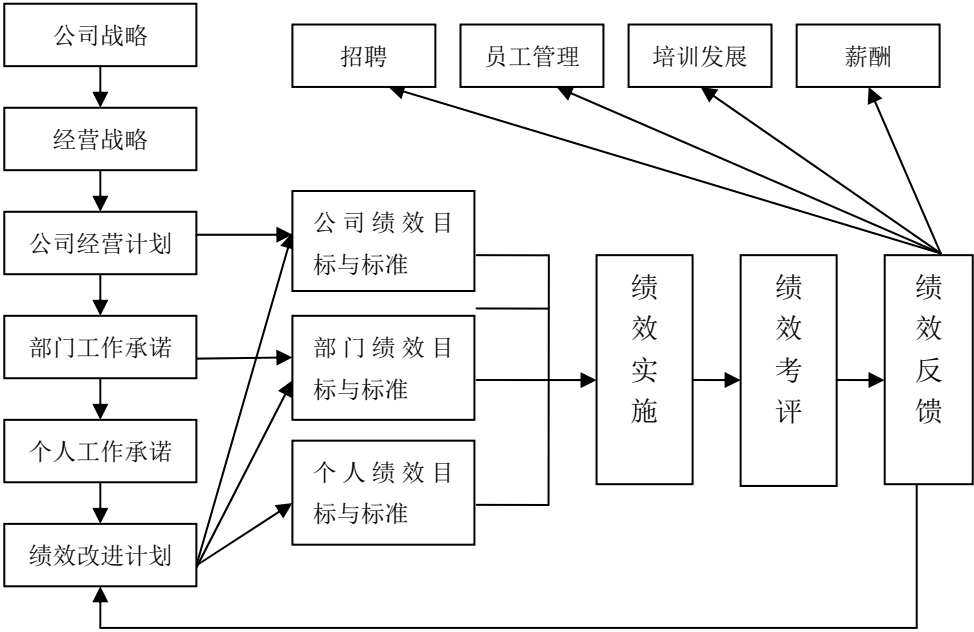 公司战略
招聘
员工管理
培训发展
薪酬
经营战略
公司经营计划
公司绩效目
标与标准
部门工作承诺
部门绩效目
标与标准
个人工作承诺
个人绩效目
标与标准
绩效改进计划
绩
效
实
施
绩
效
考
评
绩
效
反
馈